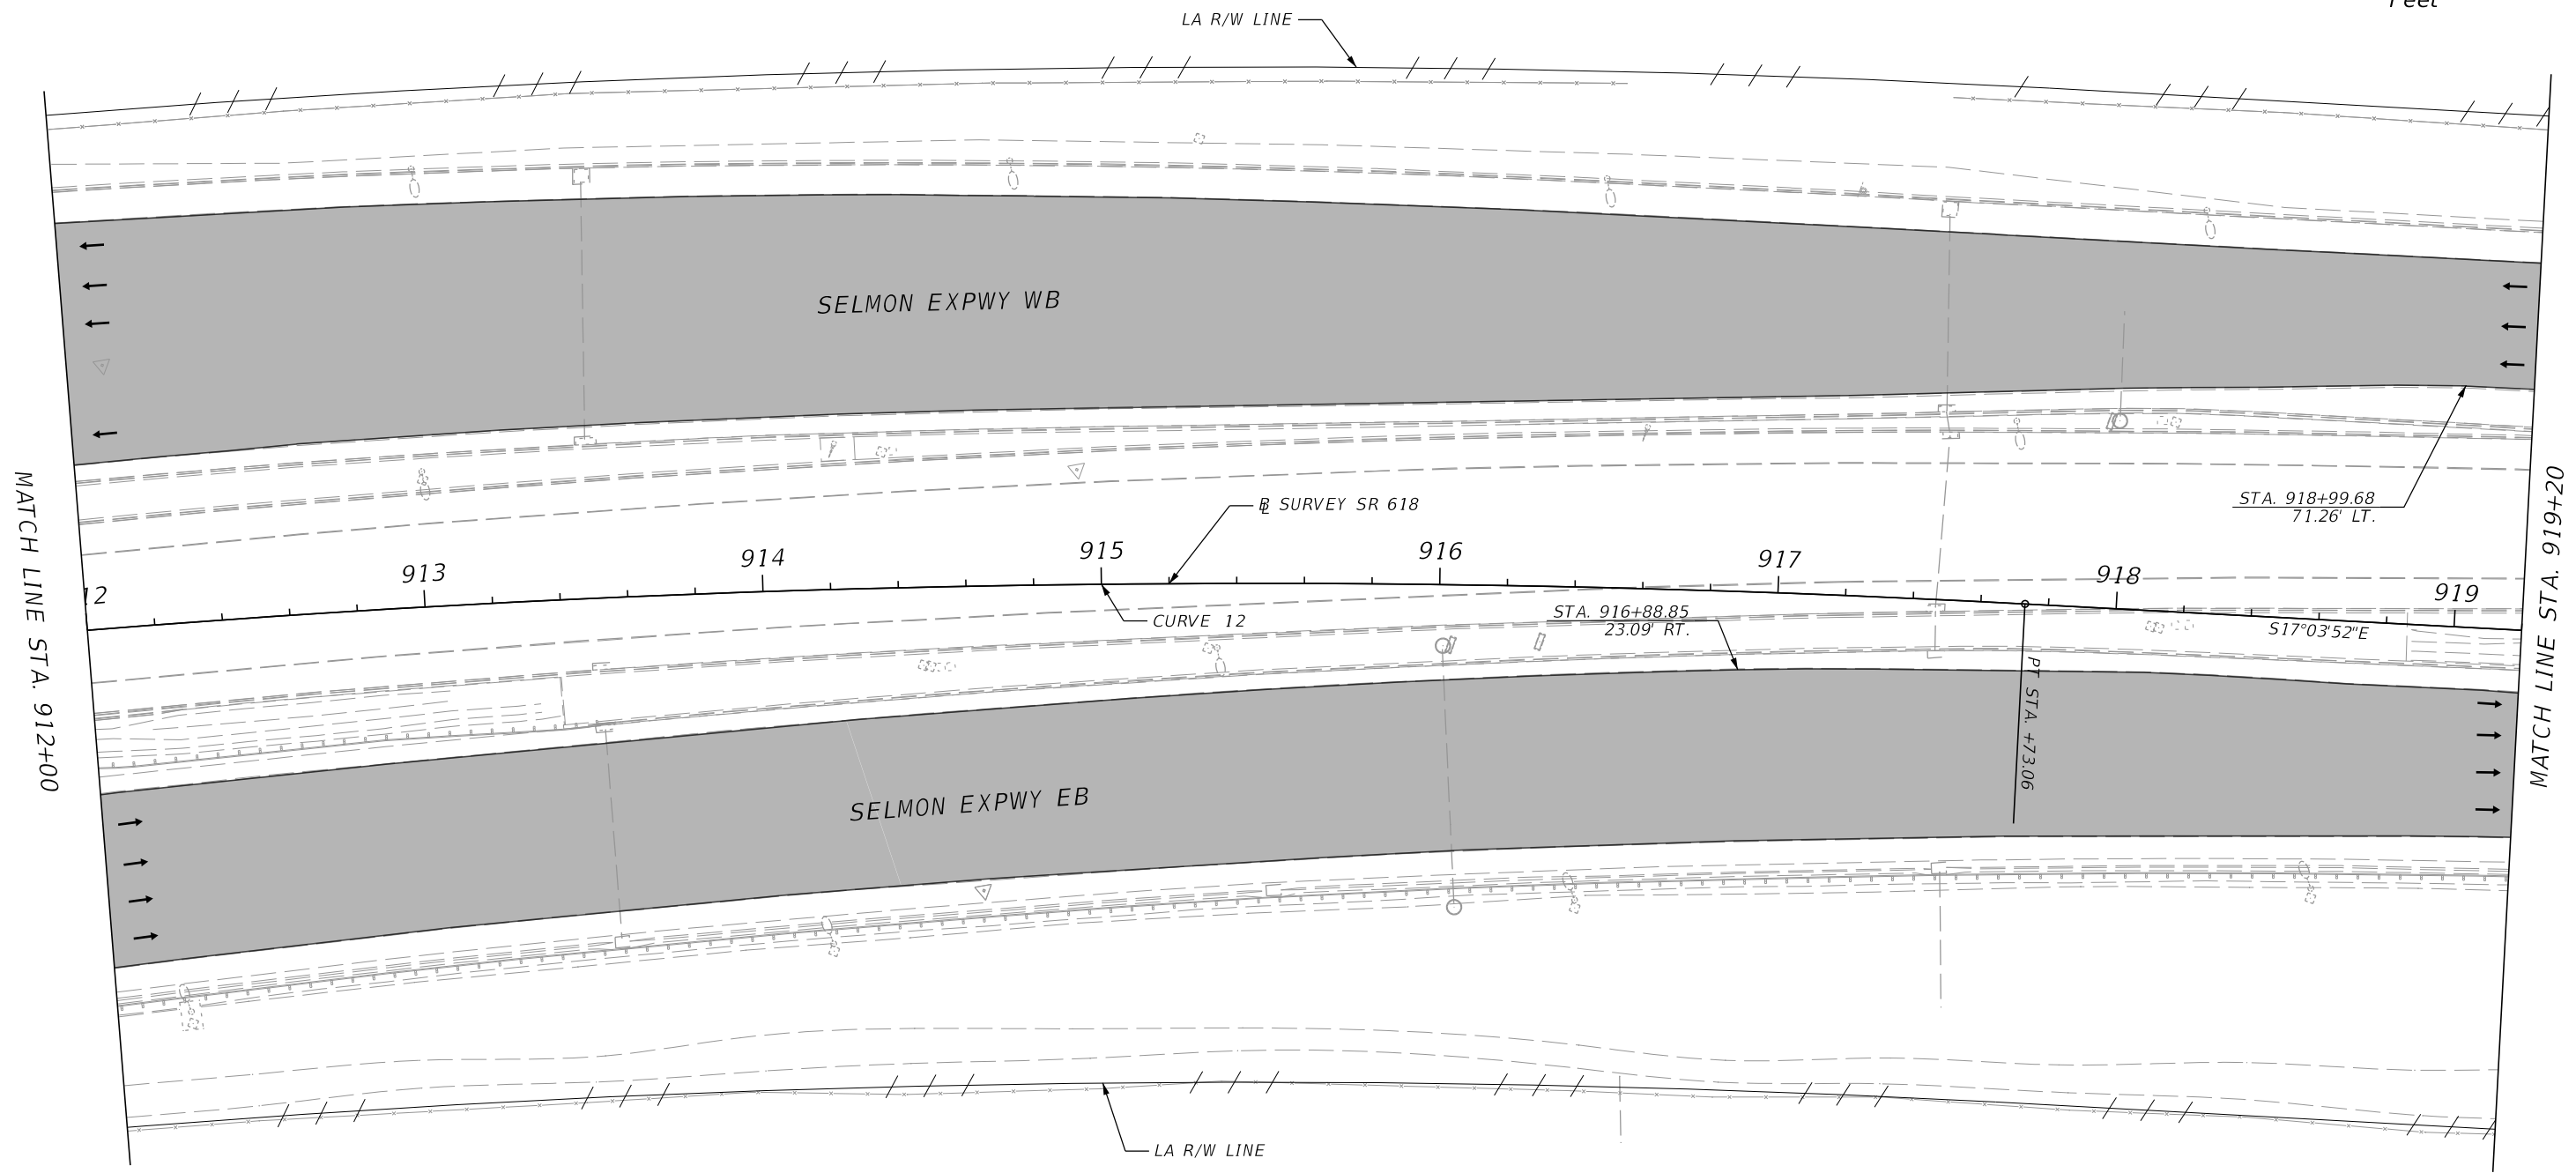 Feet
LA R/W LINE
SELMON EXPWY WB
STA. 918+99.68
71.26' LT.
MATCH LINE STA. 912+00
MATCH LINE STA. 919+20
BL SURVEY SR 618
12
913
914
915
916
917
918
919
CURVE 12
STA. 916+88.85
23.09' RT.
S17°03'52"E
PT STA. +73.06
SELMON EXPWY EB
LA R/W LINE